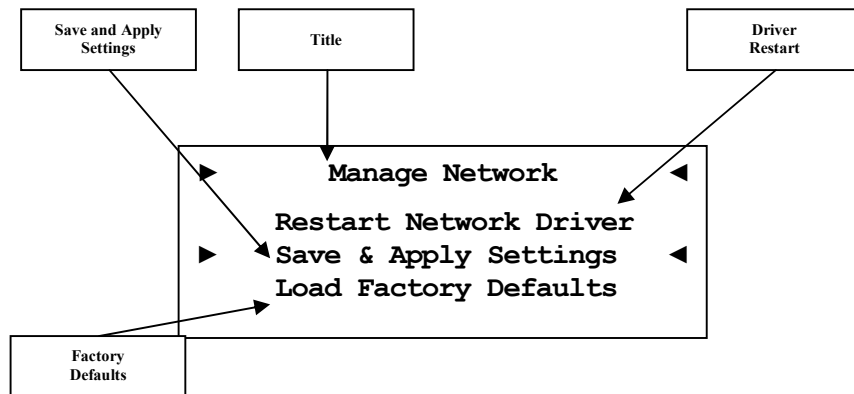 Save and Apply
Settings
Title
Driver
Restart
► Manage Network ◄
Restart Network Driver
► Save & Apply Settings ◄
Load Factory Defaults
Factory
Defaults